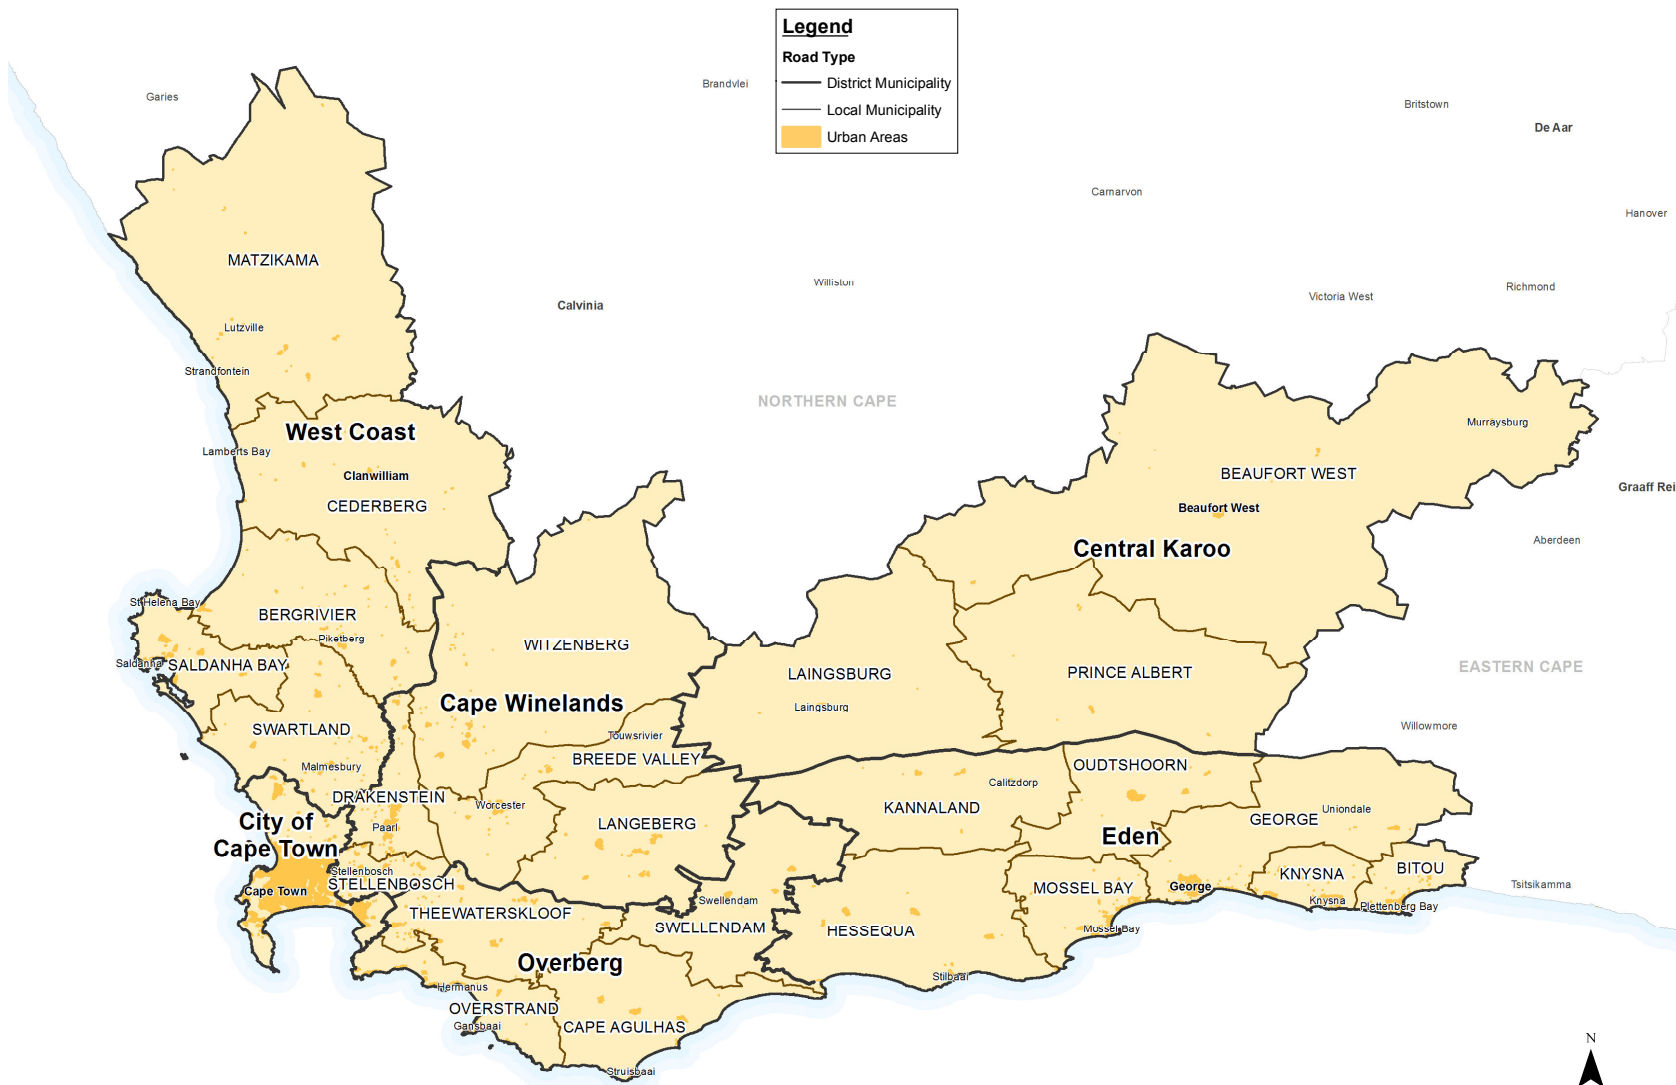 Legend
Road Type
District Municipality
Local Municipality
Urban Areas
Garies
Brandvlei
Britstown
De Aar
Carnarvon
Hanover
MATZIKAMA
Williston
Calvinia
Victoria West
Richmond
Lutzville
Strandfontein
NORTHERN CAPE
West Coast
Murraysburg
Lamberts Bay
Clanwilliam
BEAUFORT WEST
Graaff Rei
CEDERBERG
Beaufort West
Aberdeen
Central Karoo
St Helena Bay
BERGRIVIER
Piketberg
WITZENBERG
Saldanha
SALDANHA BAY
LAINGSBURG
PRINCE ALBERT
EASTERN CAPE
Cape Winelands
Laingsburg
SWARTLAND
Touwsrivier
Willowmore
BREEDE VALLEY
Malmesbury
OUDTSHOORN
Calitzdorp
DRAKENSTEIN
Worcester
KANNALAND
Uniondale
City of
Cape Town
Paarl
LANGEBERG
GEORGE
Eden
Stellenbosch
STELLENBOSCH
Cape Town
BITOU
KNYSNA
MOSSEL BAY
George
Tsitsikamma
Swellendam
Knysna
Plettenberg Bay
THEEWATERSKLOOF
SWELLENDAM
HESSEQUA
Mossel Bay
Overberg
Stilbaai
Hermanus
OVERSTRAND
Gansbaai
CAPE AGULHAS
Struisbaai
N